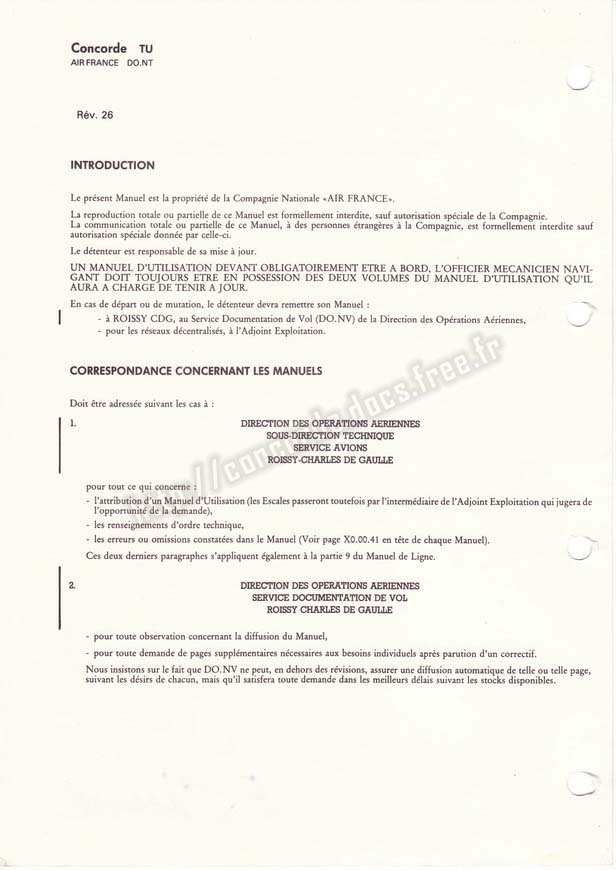 Concorde TU
AIR FRANCE DO.NT
Rév. 26
INTRODUCTION
Le présent Manuel est la propriété de la Compagnie Nationale «AIR FRANCE».
La reproduction totale ou partielle de ce Manuel est formellement interdite, sauf autorisation spéciale de la Compagnie.
La communication totale ou partielle de ce Manuel, à des personnes étrangères à la Compagnie, est formellement interdite sauf
autorisation spéciale donnée par celle-ci.
Le détenteur est responsable de sa mise à jour.
UN MANUEL D'UTILISATION DEVANT OBLIGATOIREMENT ETRE A BORD, L'OFFICIER MECANICIEN NAVI-
GANT DOIT TOUJOURS ETRE EN POSSESSION DES DEUX VOLUMES DU MANUEL D'UTILISATION QU'IL
AURA A CHARGE DE TENIR A JOUR.
En cas de départ ou de mutation, le détenteur devra remettre son Manuel :
- à ROISSY CDG, au Service Documentation de Vol (DO.NV) de la Direction des Opérations Aériennes,
- pour les réseaux décentralisés, à l'Adjoint Exploitation.
CORRESPONDANCE CONCERNANT LES MANUELS
Doit être adressée suivant les cas à :
1. DIRECTION DES OPERATIONS AERIENNES
SOUS-DIRECTION TECHNIQUE
SERVICE AVIONS
ROISSY-CHARLES DE GAULLE
pour tout ce qui concerne :
- l'attribution d'un Manuel d'Utilisation (les Escales passeront toutefois par l'intermédiaire de l'Adjoint Exploitation qui jugera de
l'opportunité de la demande),
- les renseignements d'ordre technique,
- les erreurs ou omissions constatées dans le Manuel (Voir page X0.00.41 en tête de chaque Manuel).
Ces deux derniers paragraphes s'appliquent également à la partie 9 du Manuel de Ligne.
2. DIRECTION DES OPERATIONS AERIENNES
SERVICE DOCUMENTATION DE VOL
ROISSY CHARLES DE GAULLE
- pour toute observation concernant la diffusion du Manuel,
- pour toute demande de pages supplémentaires nécessaires aux besoins individuels après parution d'un correctif.
Nous insistons sur le fait que DO.NV ne peut, en dehors des révisions, assurer une diffusion automatique de telle ou telle page,
suivant les désirs de chacun, mais qu'il satisfera toute demande dans les meilleurs délais suivant les stocks disponibles.
http://concordedocs.free.fr